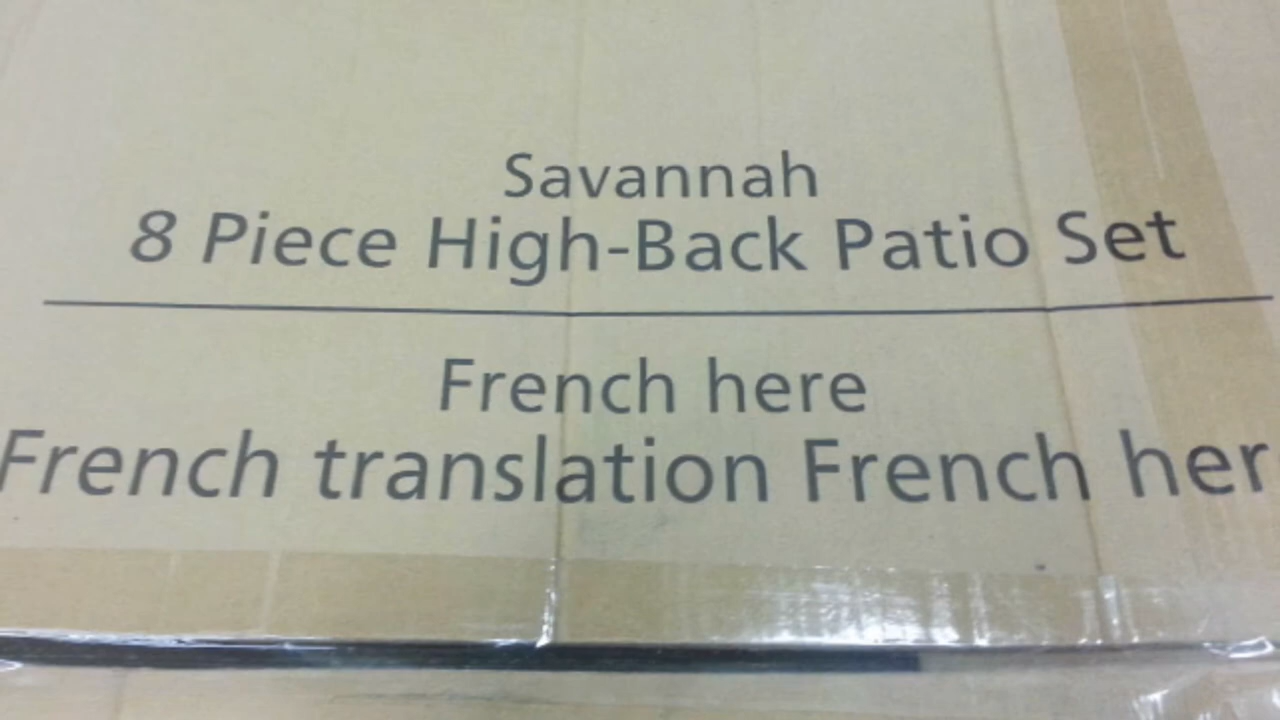 Savannah
8 Piece High-Back Patio Set
French here
French translation French her